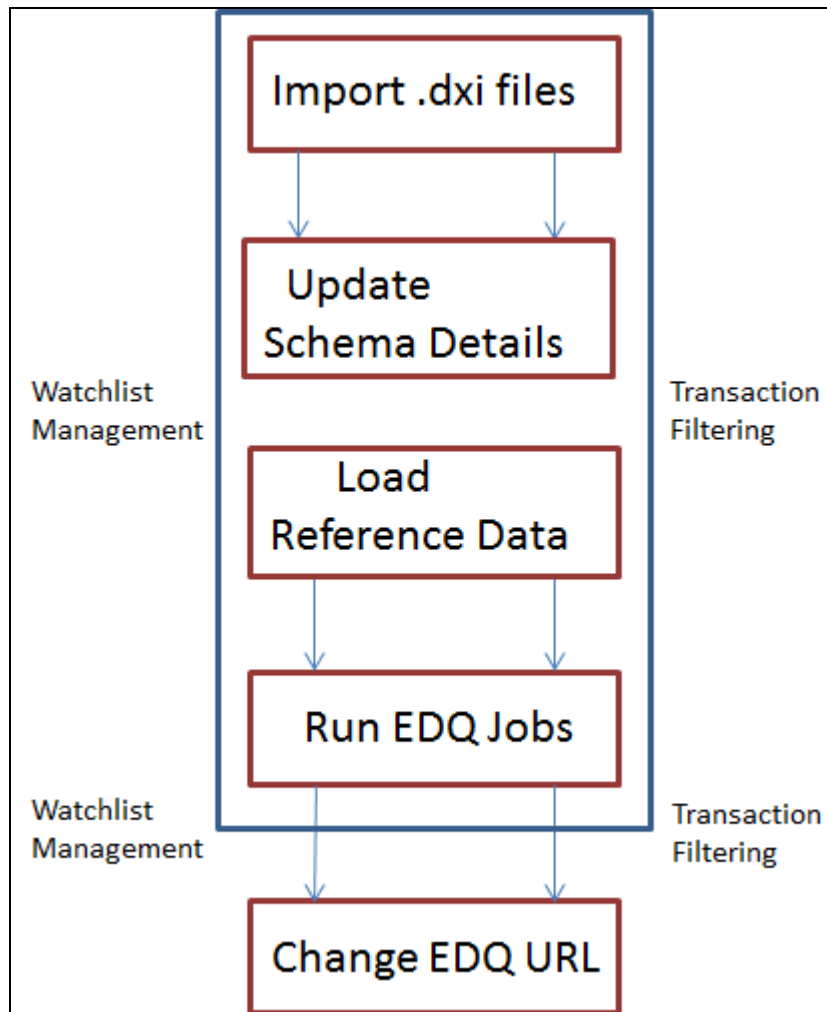 Import .dxi files
Update
Schema Details
Watchlist
Management
Transaction
Filtering
Load
Reference Data
Run EDQ Jobs
Watchlist
Management
Transaction
Filtering
Change EDQ URL